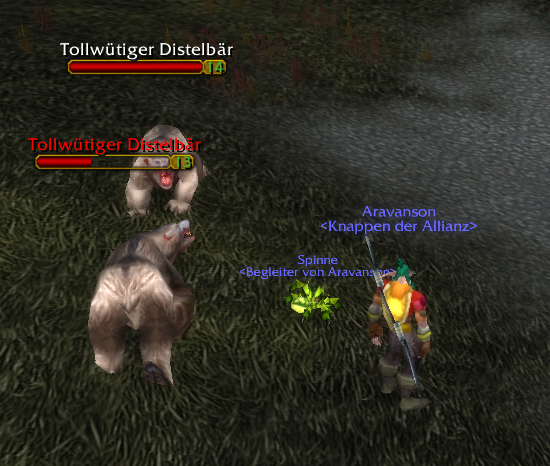 Tollwütiger Distelbär
14
Tollwütiger Distelbär
13
Aravanson
<Knappen der Allianz>
Spinne
<Begleiter von Aravanson>